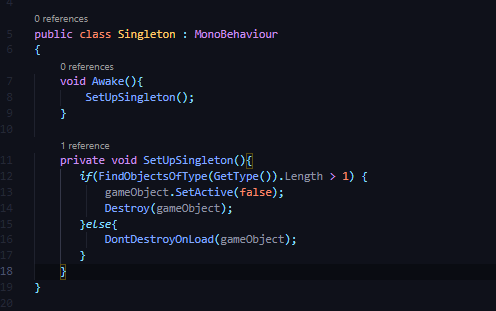 4
0 references
5 public class Singleton : MonoBehaviour
6 {
0 references
7 void Awake(){
8 SetUpSingleton();
9 }
10
1 reference
11 private void SetUpSingleton(){
12 if(FindObjectsOfType(GetType()).Length > 1) {
13 gameObject.SetActive(false);
14 Destroy(gameObject);
15 }else{
16 DontDestroyOnLoad(gameObject);
17 }
18 }
19 }
20